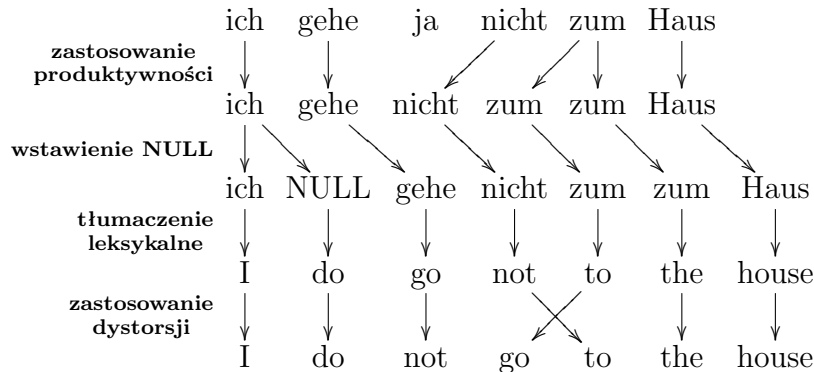 ich gehe ja nicht zum Haus
zastosowanie
produktywności
ich gehe nicht zum zum Haus
wstawienie NULL
ich NULL gehe nicht zum zum Haus
tłumaczenie
leksykalne
I do go not to the house
zastosowanie
dystorsji
I do not go to the house